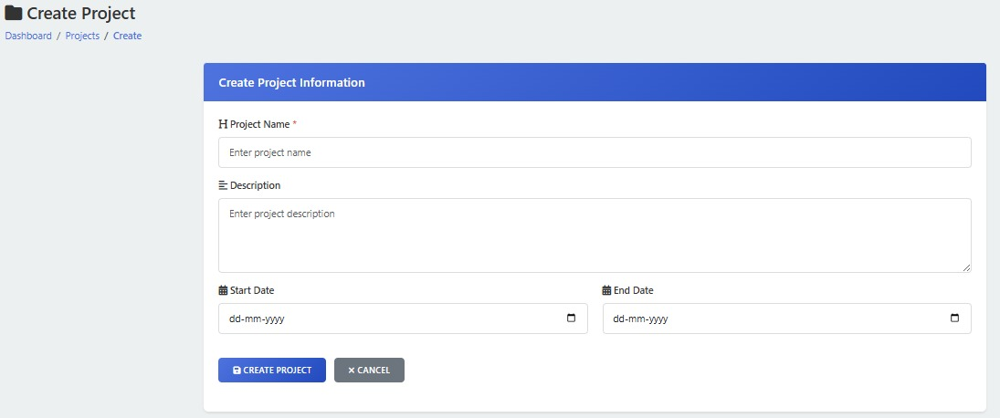 Create Project
Dashboard / Projects / Create
Create Project Information
Project Name *
Enter project name
Description
Enter project description
Start Date End Date
dd-mm-yyyy dd-mm-yyyy
CREATE PROJECT × CANCEL